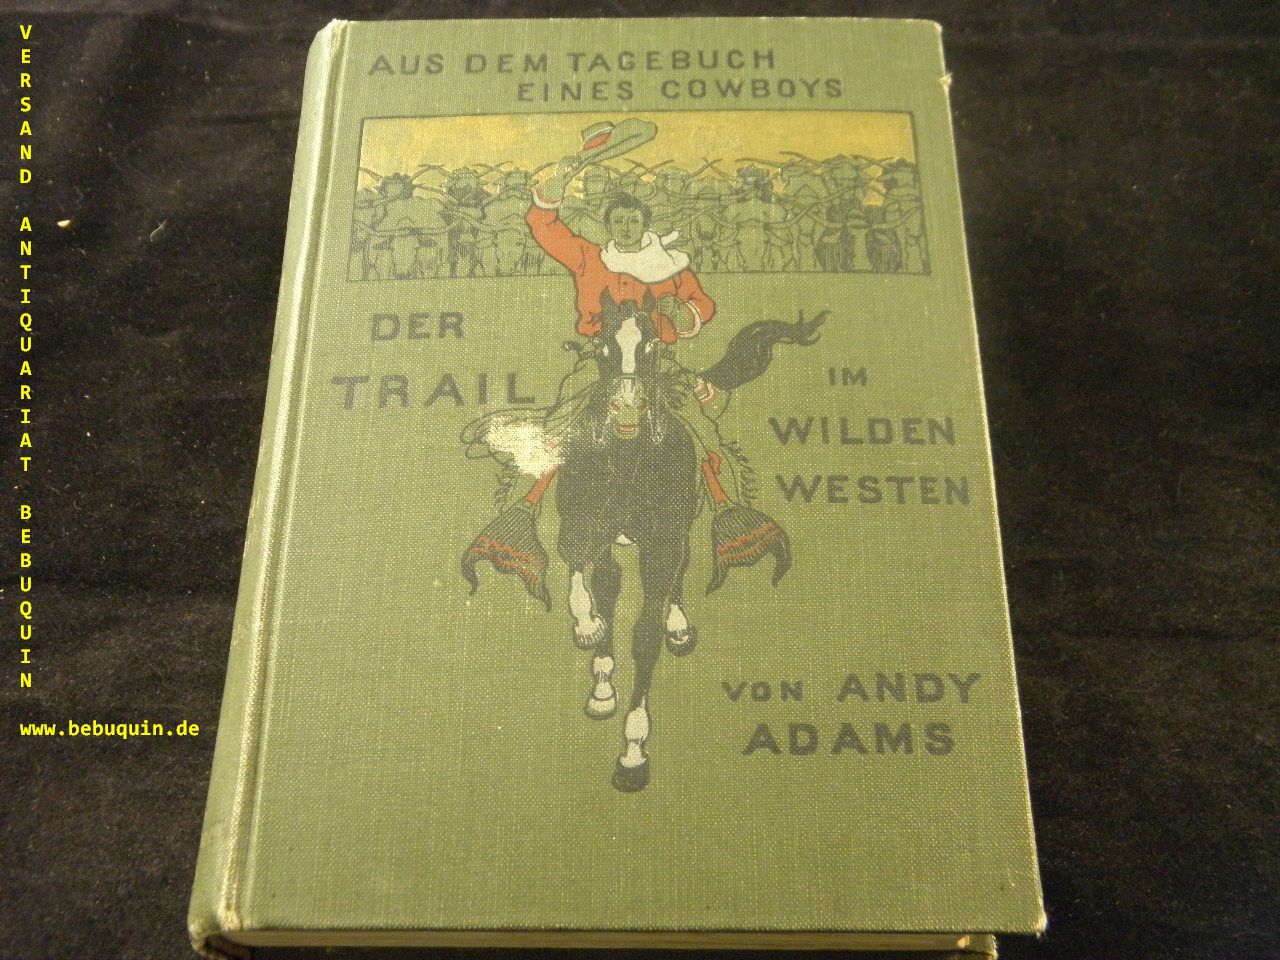 AUS DEM TAGEBUCH
EINES COWBOYS
DER
TRAIL
IM
WILDEN
WESTEN
VON ANDY
ADAMS
VERSAND ANTIQUARIAT BEBUQUIN
www.bebuquin.de